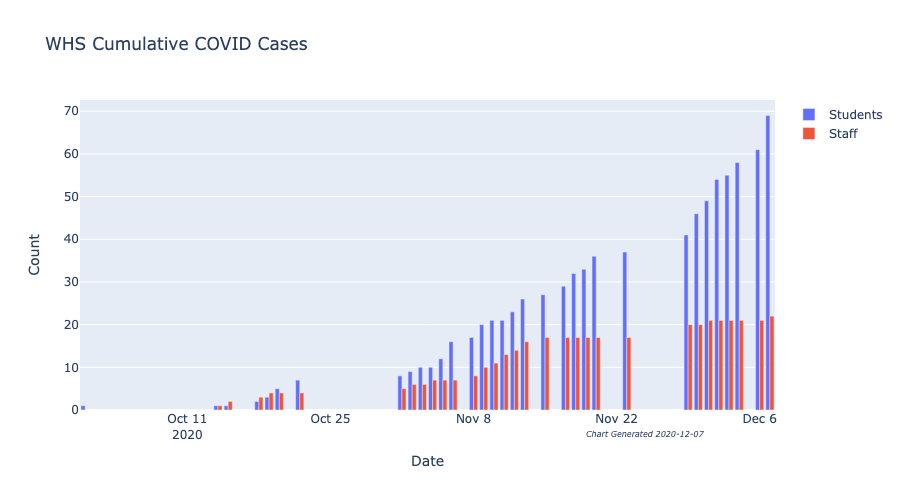 WHS Cumulative COVID Cases
Students
Staff
Count
70
60
50
40
30
20
10
0
Oct 11
2020
Oct 25
Nov 8
Nov 22
Dec 6
Chart Generated 2020-12-07
Date